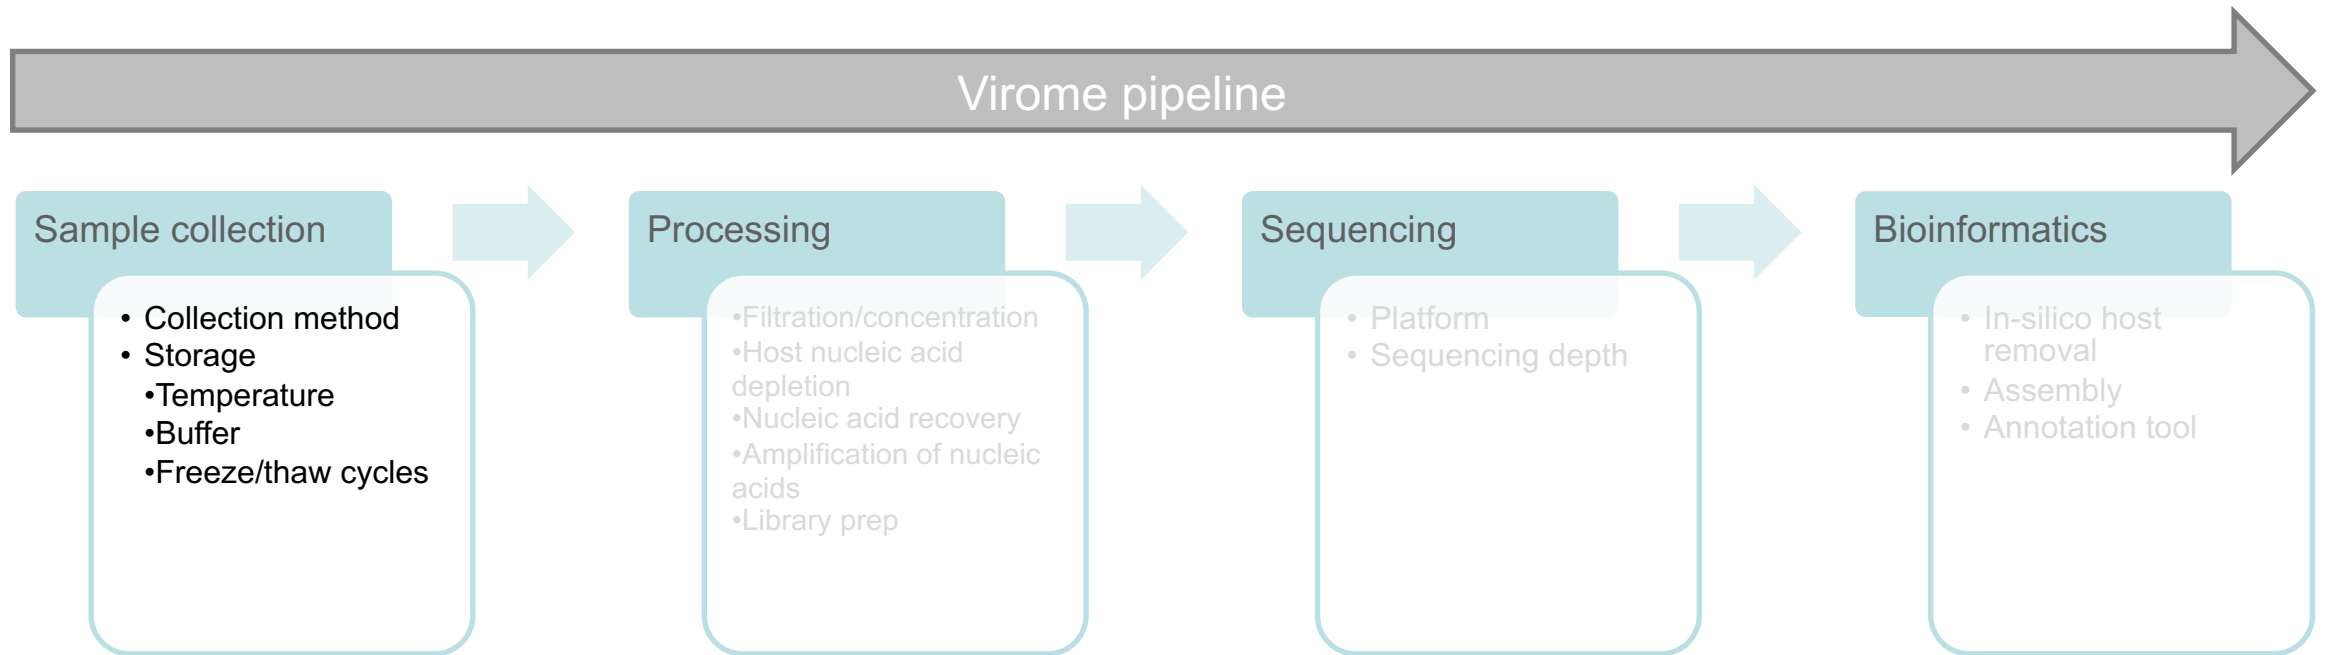 Virome pipeline
Sample collection
• Collection method
• Storage
•Temperature
•Buffer
•Freeze/thaw cycles
Processing
•Filtration/concentration
•Host nucleic acid
depletion
•Nucleic acid recovery
•Amplification of nucleic
acids
•Library prep
Sequencing
• Platform
• Sequencing depth
Bioinformatics
• In-silico host
removal
• Assembly
• Annotation tool